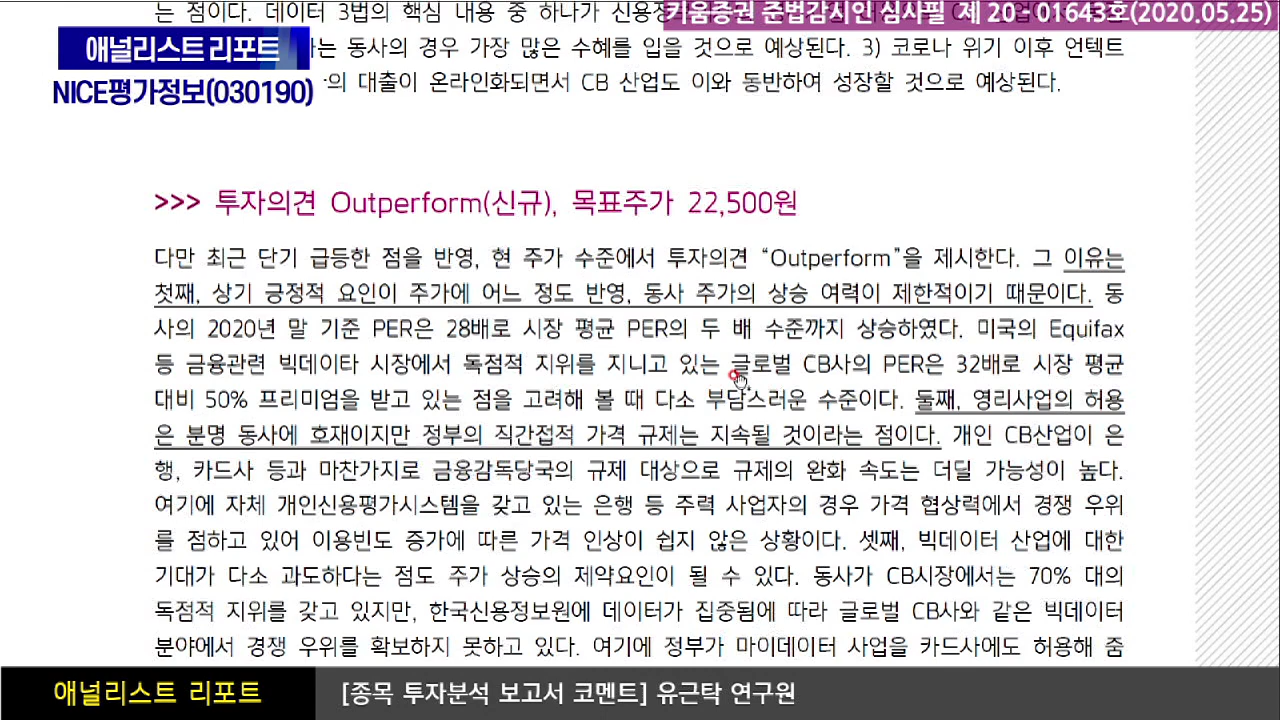 는 점이다. 데이터 3법의 핵심 내용 중 하나가 신용정
키움증권 준법감시인 심사필 제 20 - 01643호(2020.05.25)
애널리스트 리포트
하는 동사의 경우 가장 많은 수혜를 입을 것으로 예상된다. 3) 코로나 위기 이후 언텍트
NICE평가정보(030190)
의 대출이 온라인화되면서 CB 산업도 이와 동반하여 성장할 것으로 예상된다.
>>> 투자의견 Outperform(신규), 목표주가 22,500원
다만 최근 단기 급등한 점을 반영, 현 주가 수준에서 투자의견 “Outperform”을 제시한다. 그 이유는
첫째, 상기 긍정적 요인이 주가에 어느 정도 반영, 동사 주가의 상승 여력이 제한적이기 때문이다. 동
사의 2020년 말 기준 PER은 28배로 시장 평균 PER의 두 배 수준까지 상승하였다. 미국의 Equifax
등 금융관련 빅데이타 시장에서 독점적 지위를 지니고 있는 글로벌 CB사의 PER은 32배로 시장 평균
대비 50% 프리미엄을 받고 있는 점을 고려해 볼 때 다소 부담스러운 수준이다. 둘째, 영리사업의 허용
은 분명 동사에 호재이지만 정부의 직간접적 가격 규제는 지속될 것이라는 점이다. 개인 CB산업이 은
행, 카드사 등과 마찬가지로 금융감독당국의 규제 대상으로 규제의 완화 속도는 더딜 가능성이 높다.
여기에 자체 개인신용평가시스템을 갖고 있는 은행 등 주력 사업자의 경우 가격 협상력에서 경쟁 우위
를 점하고 있어 이용빈도 증가에 따른 가격 인상이 쉽지 않은 상황이다. 셋째, 빅데이터 산업에 대한
기대가 다소 과도하다는 점도 주가 상승의 제약요인이 될 수 있다. 동사가 CB시장에서는 70% 대의
독점적 지위를 갖고 있지만, 한국신용정보원에 데이터가 집중됨에 따라 글로벌 CB사와 같은 빅데이터
분야에서 경쟁 우위를 확보하지 못하고 있다. 여기에 정부가 마이데이터 사업을 카드사에도 허용해 줌
애널리스트 리포트
[종목 투자분석 보고서 코멘트] 유근탁 연구원